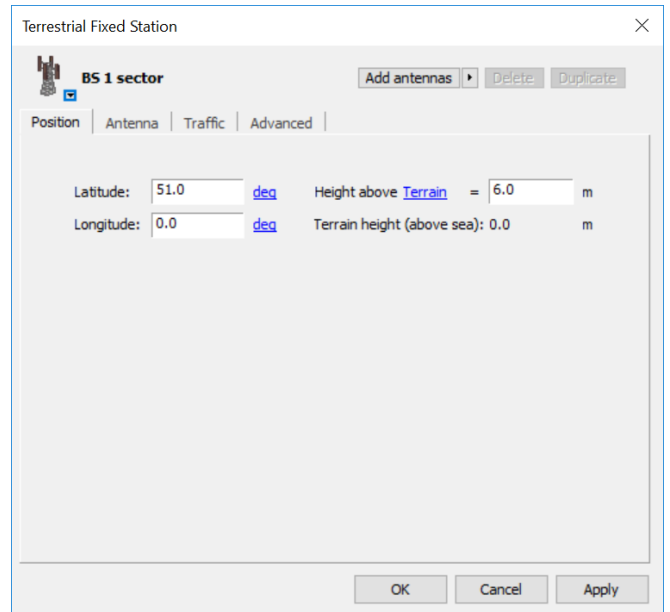 Terrestrial Fixed Station
BS 1 sector Add antennas Delete Duplicate
Position Antenna Traffic Advanced
Latitude: 51.0 deg Height above Terrain = 6.0 m
Longitude: 0.0 deg Terrain height (above sea): 0.0 m
OK Cancel Apply